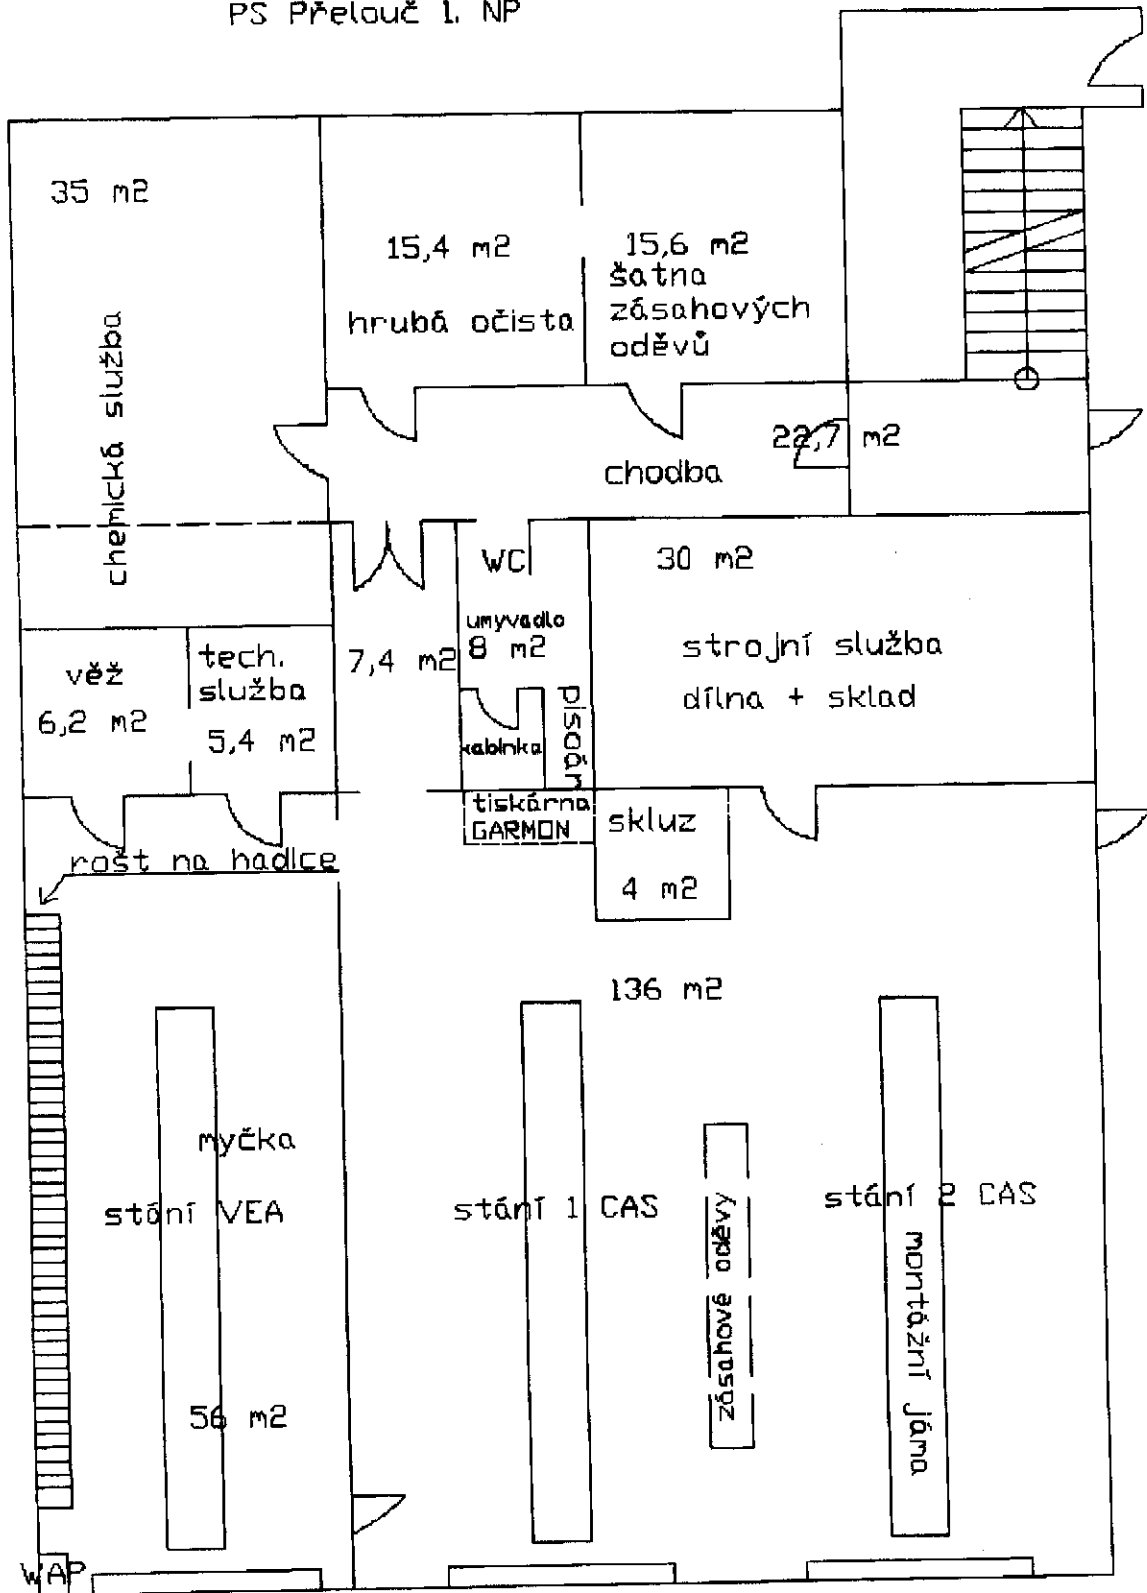 PS Přelouč 1. NP
35 m2
15,4 m2
hrubá očista
15,6 m2
šatna
zásahových
oděvů
chemická služba
22,7 m2
chodba
WC
umyvadlo
8 m2
30 m2
strojní služba
dílna + sklad
věž
6,2 m2
tech.
služba
5,4 m2
7,4 m2
kabinka
pisoár
tiskárna
GARMON
skluz
4 m2
rošt na hadice
136 m2
myčka
stání VEA
56 m2
stání 1 CAS
zásahové oděvy
stání 2 CAS
montážní jáma
WAP